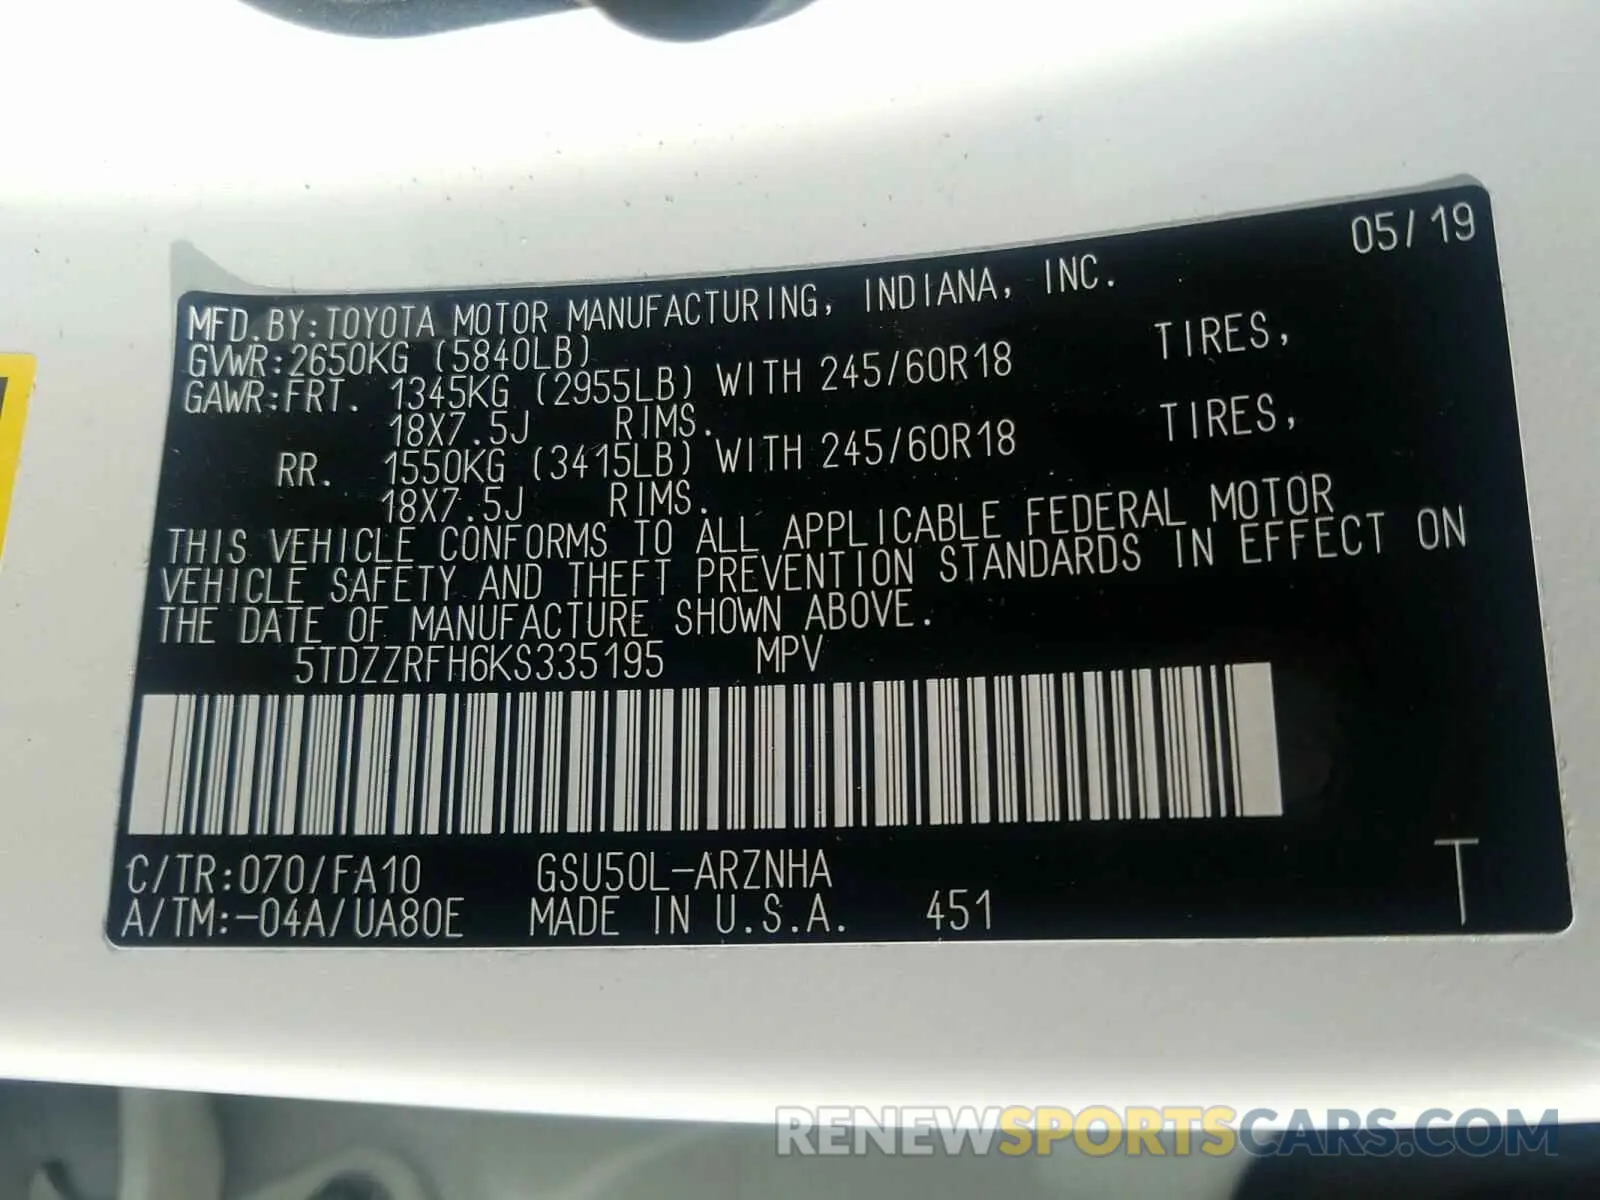 05/19
MFD.BY:TOYOTA MOTOR MANUFACTURING, INDIANA, INC.
GVWR:2650KG (5840LB)
GAWR:FRT. 1345KG (2955LB) WITH 245/60R18 TIRES,
18X7.5J RIMS.
RR. 1550KG (3415LB) WITH 245/60R18 TIRES,
18X7.5J RIMS.
THIS VEHICLE CONFORMS TO ALL APPLICABLE FEDERAL MOTOR
VEHICLE SAFETY AND THEFT PREVENTION STANDARDS IN EFFECT ON
THE DATE OF MANUFACTURE SHOWN ABOVE.
5TDZZRFH6KS335195 MPV
C/TR:070/FA10 GSU50L-ARZNHA
A/TM:-04A/UA80E MADE IN U.S.A. 451
T
RENEWSPORTSCARS.COM